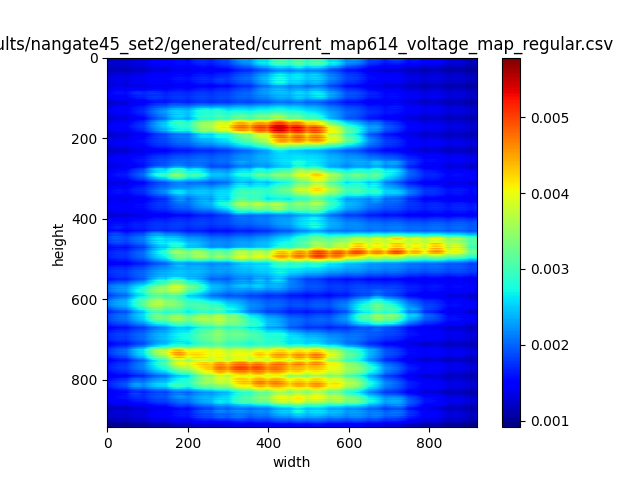 ults/nangate45_set2/generated/current_map614_voltage_map_regular.csv
0
200
400
600
800
height
0 200 400 600 800
width
0.005
0.004
0.003
0.002
0.001